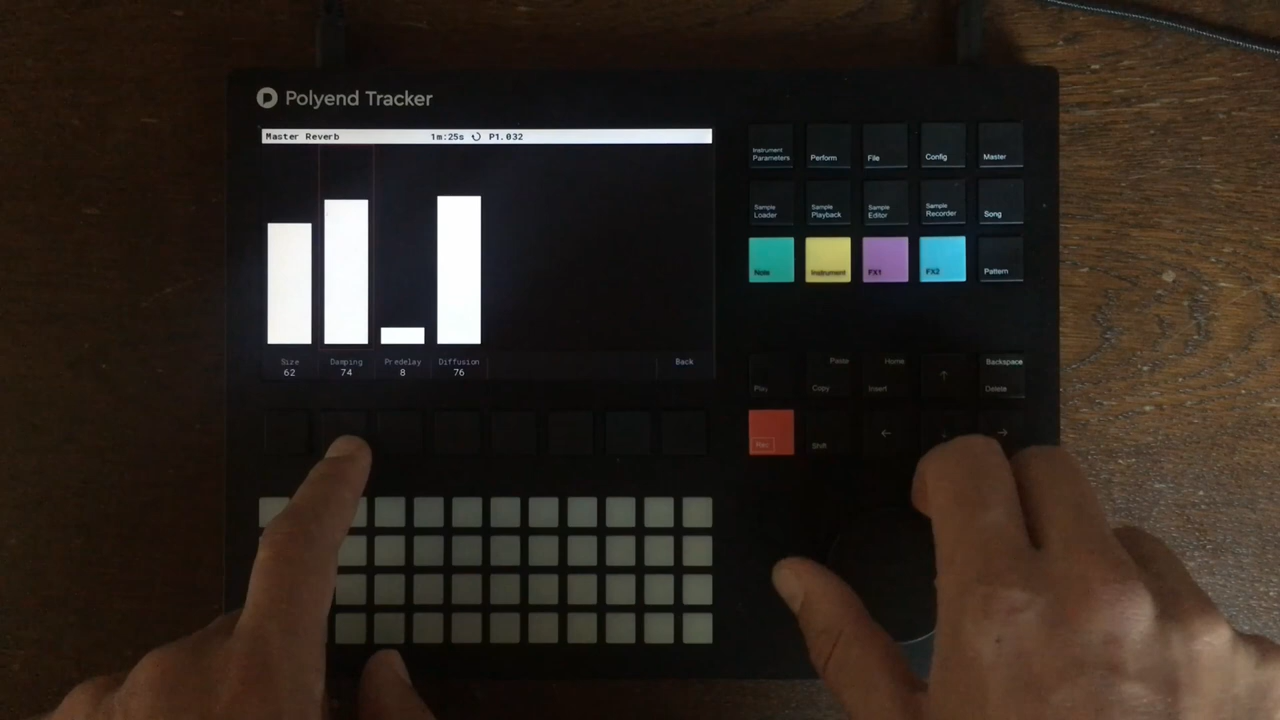 Polyend Tracker
Master Reverb 1m:25s P1.032
Size Damping Predelay Diffusion Back
62 74 8 76
Instrument Parameters Perform File Config Master
Sample Loader Sample Playback Sample Editor Sample Recorder Song
Note Instrument FX1 FX2 Pattern
Paste Home Backspace
Play Copy Insert ↑ Delete
Rec Shift ← ↓ →